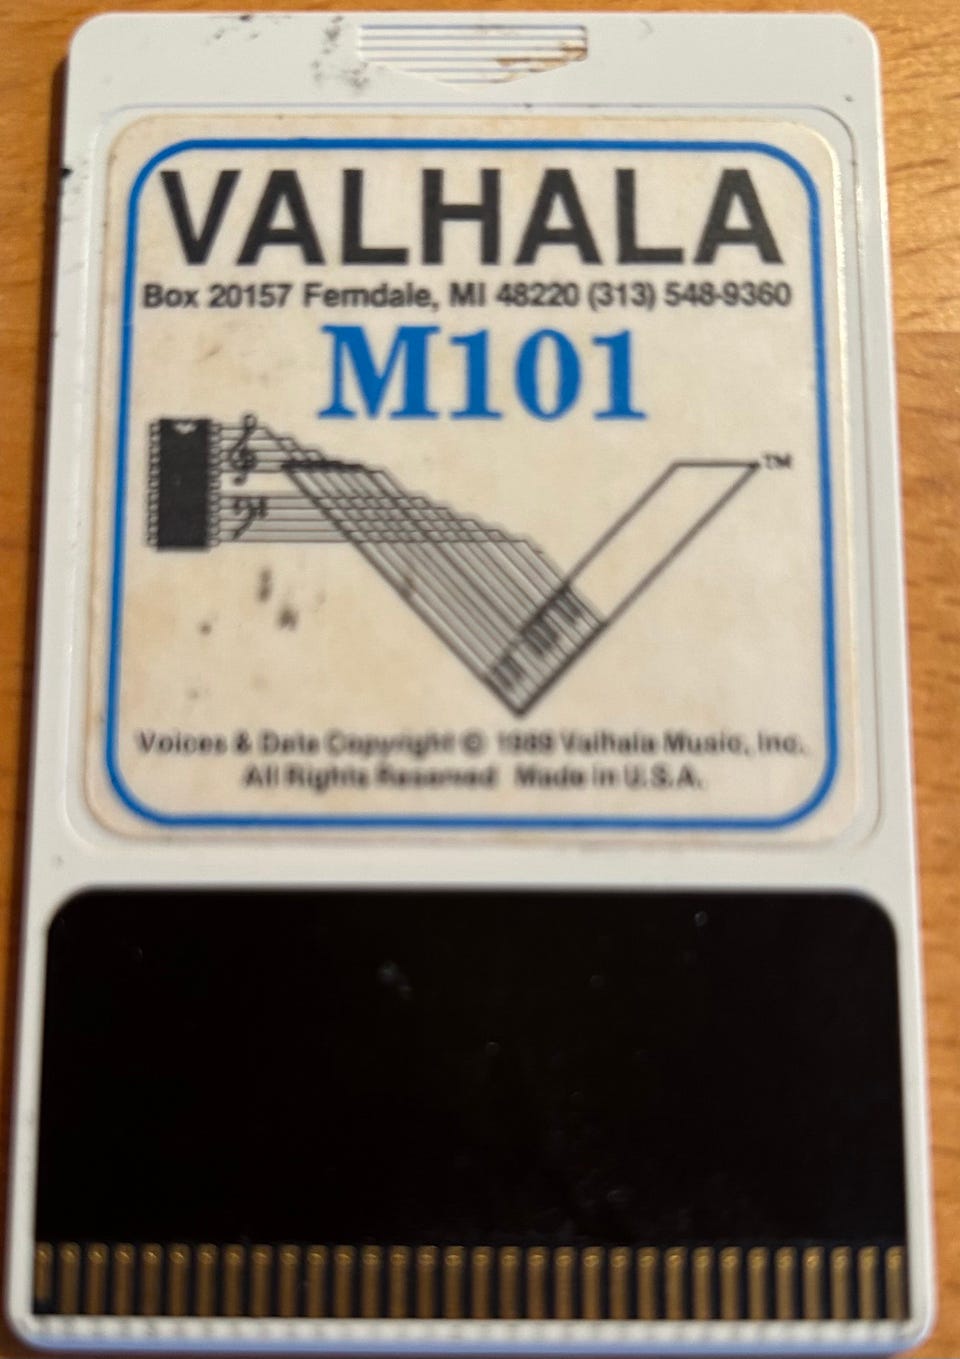 VALHALA
Box 20157 Ferndale, MI 48220 (313) 548-9360
M101
TM
Voices & Data Copyright © 1989 Valhala Music, Inc.
All Rights Reserved Made in U.S.A.